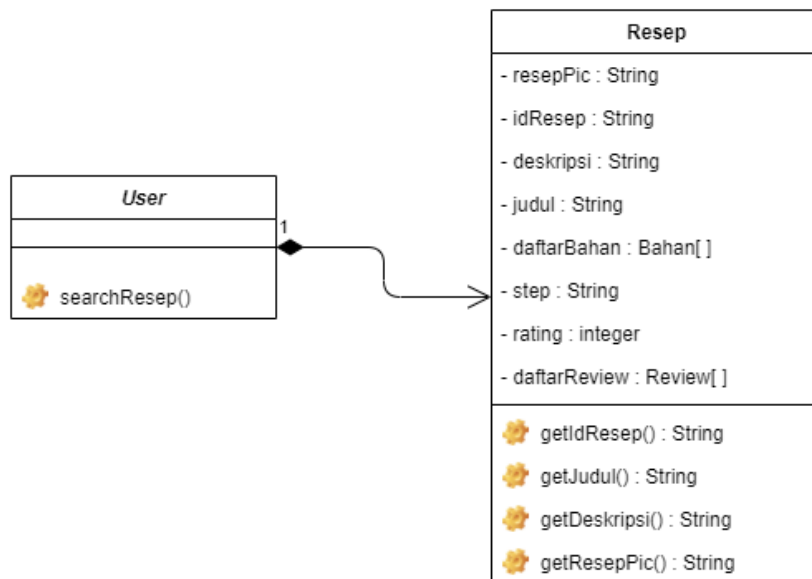 User
1
searchResep()
Resep
- resepPic : String
- idResep : String
- deskripsi : String
- judul : String
- daftarBahan : Bahan[ ]
- step : String
- rating : integer
- daftarReview : Review[ ]
getIdResep() : String
getJudul() : String
getDeskripsi() : String
getResepPic() : String